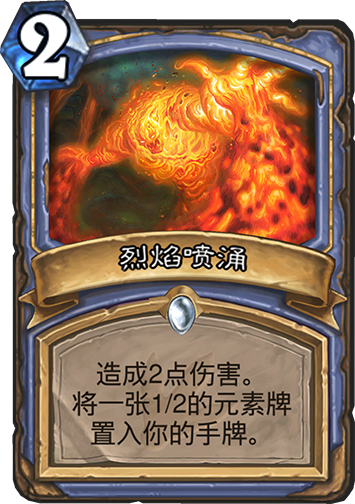 2
烈焰喷涌
造成2点伤害。
将一张1/2的元素牌
置入你的手牌。